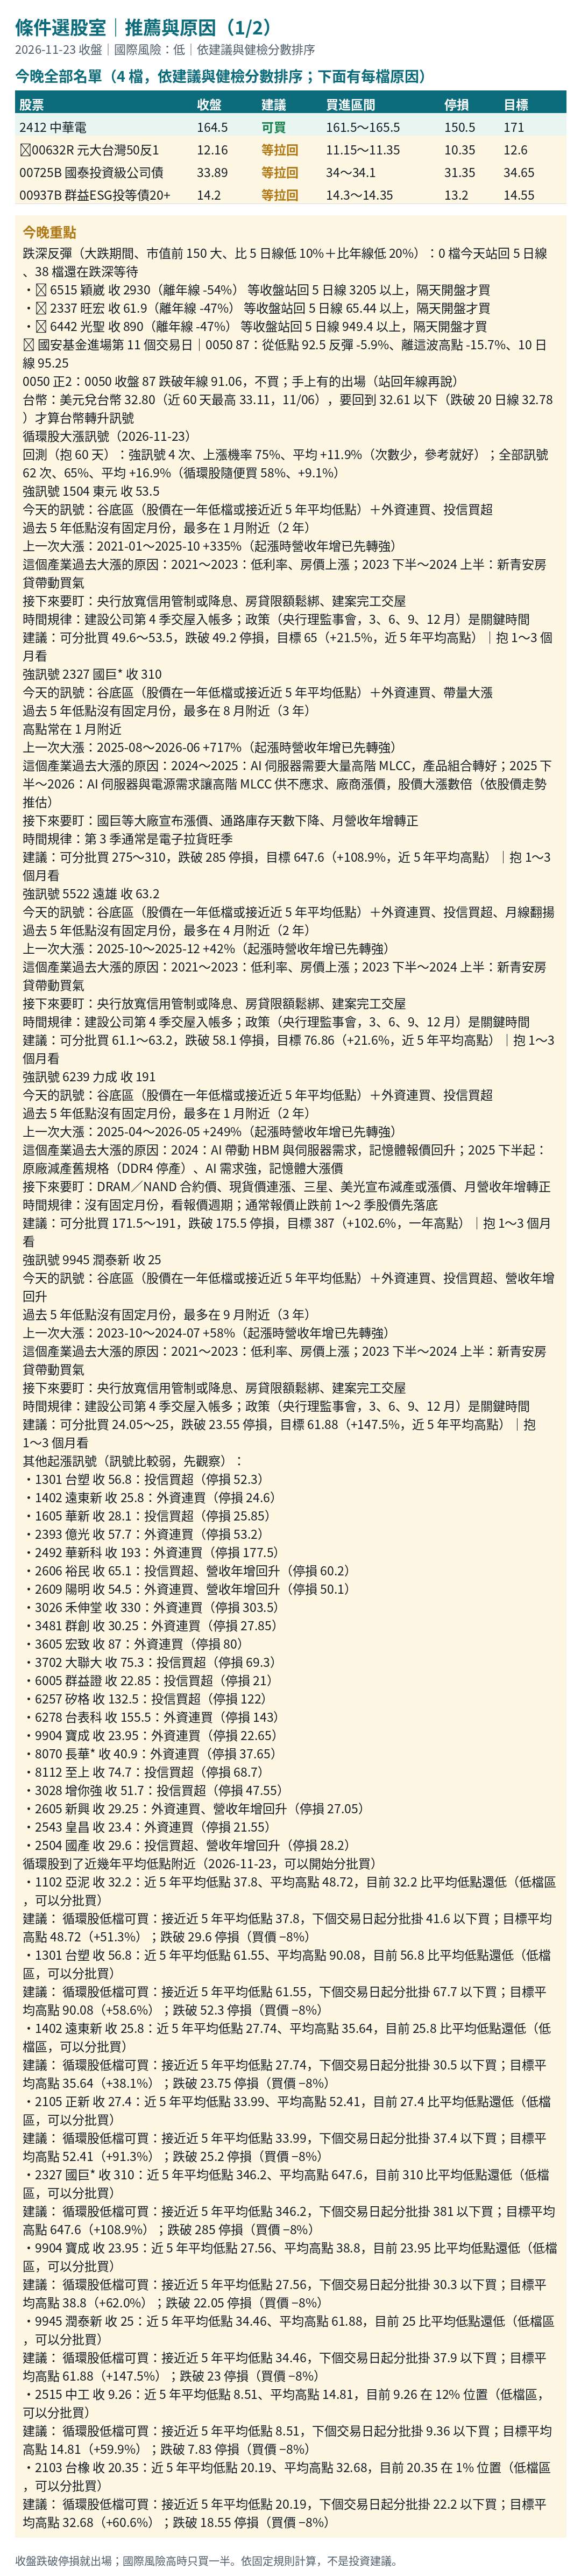 條件選股室｜推薦與原因（1/2）
2026-11-23 收盤｜國際風險：低｜依建議與健檢分數排序
今晚全部名單（4 檔，依建議與健檢分數排序；下面有每檔原因）
股票 收盤 建議 買進區間 停損 目標
2412 中華電 164.5 可買 161.5～165.5 150.5 171
00632R 元大台灣50反1 12.16 等拉回 11.15～11.35 10.35 12.6
00725B 國泰投資級公司債 33.89 等拉回 34～34.1 31.35 34.65
00937B 群益ESG投等債20+ 14.2 等拉回 14.3～14.35 13.2 14.55
今晚重點
跌深反彈（大跌期間、市值前 150 大、比 5 日線低 10%＋比年線低 20%）：0 檔今天站回 5 日線
、38 檔還在跌深等待
・ 6515 穎崴 收 2930（離年線 -54%）等收盤站回 5 日線 3205 以上，隔天開盤才買
・ 2337 旺宏 收 61.9（離年線 -47%）等收盤站回 5 日線 65.44 以上，隔天開盤才買
・ 6442 光聖 收 890（離年線 -47%）等收盤站回 5 日線 949.4 以上，隔天開盤才買
國安基金進場第 11 個交易日｜0050 87：從低點 92.5 反彈 -5.9%、離這波高點 -15.7%、10 日
線 95.25
0050 正2：0050 收盤 87 跌破年線 91.06，不買；手上有的出場（站回年線再說）
台幣：美元兌台幣 32.80（近 60 天最高 33.11，11/06），要回到 32.61 以下（跌破 20 日線 32.78
）才算台幣轉升訊號
循環股大漲訊號（2026-11-23）
回測（抱 60 天）：強訊號 4 次、上漲機率 75%、平均 +11.9%（次數少，參考就好）；全部訊號
62 次、65%、平均 +16.9%（循環股隨便買 58%、+9.1%）
強訊號 1504 東元 收 53.5
今天的訊號：谷底區（股價在一年低檔或接近近 5 年平均低點）＋外資連買、投信買超
過去 5 年低點沒有固定月份，最多在 1 月附近（2 年）
上一次大漲：2021-01～2025-10 +335%（起漲時營收年增已先轉強）
這個產業過去大漲的原因：2021～2023：低利率、房價上漲；2023 下半～2024 上半：新青安房
貸帶動買氣
接下來要盯：央行放寬信用管制或降息、房貸限額鬆綁、建案完工交屋
時間規律：建設公司第 4 季交屋入帳多；政策（央行理監事會，3、6、9、12 月）是關鍵時間
建議：可分批買 49.6～53.5，跌破 49.2 停損，目標 65（+21.5%，近 5 年平均高點）｜抱 1～3 個
月看
強訊號 2327 國巨* 收 310
今天的訊號：谷底區（股價在一年低檔或接近近 5 年平均低點）＋外資連買、帶量大漲
過去 5 年低點沒有固定月份，最多在 8 月附近（3 年）
高點常在 1 月附近
上一次大漲：2025-08～2026-06 +717%（起漲時營收年增已先轉強）
這個產業過去大漲的原因：2024～2025：AI 伺服器需要大量高階 MLCC，產品組合轉好；2025 下
半～2026：AI 伺服器與電源需求讓高階 MLCC 供不應求、廠商漲價，股價大漲數倍（依股價走勢
推估）
接下來要盯：國巨等大廠宣布漲價、通路庫存天數下降、月營收年增轉正
時間規律：第 3 季通常是電子拉貨旺季
建議：可分批買 275～310，跌破 285 停損，目標 647.6（+108.9%，近 5 年平均高點）｜抱 1～3
個月看
強訊號 5522 遠雄 收 63.2
今天的訊號：谷底區（股價在一年低檔或接近近 5 年平均低點）＋外資連買、投信買超、月線翻揚
過去 5 年低點沒有固定月份，最多在 4 月附近（2 年）
上一次大漲：2025-10～2025-12 +42%（起漲時營收年增已先轉強）
這個產業過去大漲的原因：2021～2023：低利率、房價上漲；2023 下半～2024 上半：新青安房
貸帶動買氣
接下來要盯：央行放寬信用管制或降息、房貸限額鬆綁、建案完工交屋
時間規律：建設公司第 4 季交屋入帳多；政策（央行理監事會，3、6、9、12 月）是關鍵時間
建議：可分批買 61.1～63.2，跌破 58.1 停損，目標 76.86（+21.6%，近 5 年平均高點）｜抱 1～3
個月看
強訊號 6239 力成 收 191
今天的訊號：谷底區（股價在一年低檔或接近近 5 年平均低點）＋外資連買、投信買超
過去 5 年低點沒有固定月份，最多在 1 月附近（2 年）
上一次大漲：2025-04～2026-05 +249%（起漲時營收年增已先轉強）
這個產業過去大漲的原因：2024：AI 帶動 HBM 與伺服器需求，記憶體報價回升；2025 下半起：
原廠減產舊規格（DDR4 停產）、AI 需求強，記憶體大漲價
接下來要盯：DRAM／NAND 合約價、現貨價連漲、三星、美光宣布減產或漲價、月營收年增轉正
時間規律：沒有固定月份，看報價週期；通常報價止跌前 1～2 季股價先落底
建議：可分批買 171.5～191，跌破 175.5 停損，目標 387（+102.6%，一年高點）｜抱 1～3 個月
看
強訊號 9945 潤泰新 收 25
今天的訊號：谷底區（股價在一年低檔或接近近 5 年平均低點）＋外資連買、投信買超、營收年增
回升
過去 5 年低點沒有固定月份，最多在 9 月附近（3 年）
上一次大漲：2023-10～2024-07 +58%（起漲時營收年增已先轉強）
這個產業過去大漲的原因：2021～2023：低利率、房價上漲；2023 下半～2024 上半：新青安房
貸帶動買氣
接下來要盯：央行放寬信用管制或降息、房貸限額鬆綁、建案完工交屋
時間規律：建設公司第 4 季交屋入帳多；政策（央行理監事會，3、6、9、12 月）是關鍵時間
建議：可分批買 24.05～25，跌破 23.55 停損，目標 61.88（+147.5%，近 5 年平均高點）｜抱
1～3 個月看
其他起漲訊號（訊號比較弱，先觀察）：
・1301 台塑 收 56.8：投信買超（停損 52.3）
・1402 遠東新 收 25.8：外資連買（停損 24.6）
・1605 華新 收 28.1：投信買超（停損 25.85）
・2393 億光 收 57.7：外資連買（停損 53.2）
・2492 華新科 收 193：外資連買（停損 177.5）
・2606 裕民 收 65.1：投信買超、營收年增回升（停損 60.2）
・2609 陽明 收 54.5：外資連買、營收年增回升（停損 50.1）
・3026 禾伸堂 收 330：外資連買（停損 303.5）
・3481 群創 收 30.25：外資連買（停損 27.85）
・3605 宏致 收 87：外資連買（停損 80）
・3702 大聯大 收 75.3：投信買超（停損 69.3）
・6005 群益證 收 22.85：投信買超（停損 21）
・6257 矽格 收 132.5：投信買超（停損 122）
・6278 台表科 收 155.5：外資連買（停損 143）
・9904 寶成 收 23.95：外資連買（停損 22.65）
・8070 長華* 收 40.9：外資連買（停損 37.65）
・8112 至上 收 74.7：投信買超（停損 68.7）
・3028 增你強 收 51.7：投信買超（停損 47.55）
・2605 新興 收 29.25：外資連買、營收年增回升（停損 27.05）
・2543 皇昌 收 23.4：外資連買（停損 21.55）
・2504 國產 收 29.6：投信買超、營收年增回升（停損 28.2）
循環股到了近幾年平均低點附近（2026-11-23，可以開始分批買）
・1102 亞泥 收 32.2：近 5 年平均低點 37.8、平均高點 48.72，目前 32.2 比平均低點還低（低檔區
，可以分批買）
建議： 循環股低檔可買：接近近 5 年平均低點 37.8，下個交易日起分批掛 41.6 以下買；目標平均
高點 48.72（+51.3%）；跌破 29.6 停損（買價 −8%）
・1301 台塑 收 56.8：近 5 年平均低點 61.55、平均高點 90.08，目前 56.8 比平均低點還低（低檔
區，可以分批買）
建議： 循環股低檔可買：接近近 5 年平均低點 61.55，下個交易日起分批掛 67.7 以下買；目標平
均高點 90.08（+58.6%）；跌破 52.3 停損（買價 −8%）
・1402 遠東新 收 25.8：近 5 年平均低點 27.74、平均高點 35.64，目前 25.8 比平均低點還低（低
檔區，可以分批買）
建議： 循環股低檔可買：接近近 5 年平均低點 27.74，下個交易日起分批掛 30.5 以下買；目標平
均高點 35.64（+38.1%）；跌破 23.75 停損（買價 −8%）
・2105 正新 收 27.4：近 5 年平均低點 33.99、平均高點 52.41，目前 27.4 比平均低點還低（低檔
區，可以分批買）
建議： 循環股低檔可買：接近近 5 年平均低點 33.99，下個交易日起分批掛 37.4 以下買；目標平
均高點 52.41（+91.3%）；跌破 25.2 停損（買價 −8%）
・2327 國巨* 收 310：近 5 年平均低點 346.2、平均高點 647.6，目前 310 比平均低點還低（低檔
區，可以分批買）
建議： 循環股低檔可買：接近近 5 年平均低點 346.2，下個交易日起分批掛 381 以下買；目標平均
高點 647.6（+108.9%）；跌破 285 停損（買價 −8%）
・9904 寶成 收 23.95：近 5 年平均低點 27.56、平均高點 38.8，目前 23.95 比平均低點還低（低檔
區，可以分批買）
建議： 循環股低檔可買：接近近 5 年平均低點 27.56，下個交易日起分批掛 30.3 以下買；目標平
均高點 38.8（+62.0%）；跌破 22.05 停損（買價 −8%）
・9945 潤泰新 收 25：近 5 年平均低點 34.46、平均高點 61.88，目前 25 比平均低點還低（低檔區
，可以分批買）
建議： 循環股低檔可買：接近近 5 年平均低點 34.46，下個交易日起分批掛 37.9 以下買；目標平
均高點 61.88（+147.5%）；跌破 23 停損（買價 −8%）
・2515 中工 收 9.26：近 5 年平均低點 8.51、平均高點 14.81，目前 9.26 在 12% 位置（低檔區，
可以分批買）
建議： 循環股低檔可買：接近近 5 年平均低點 8.51，下個交易日起分批掛 9.36 以下買；目標平均
高點 14.81（+59.9%）；跌破 7.83 停損（買價 −8%）
・2103 台橡 收 20.35：近 5 年平均低點 20.19、平均高點 32.68，目前 20.35 在 1% 位置（低檔區
，可以分批買）
建議： 循環股低檔可買：接近近 5 年平均低點 20.19，下個交易日起分批掛 22.2 以下買；目標平
均高點 32.68（+60.6%）；跌破 18.55 停損（買價 −8%）
收盤跌破停損就出場；國際風險高時只買一半。依固定規則計算，不是投資建議。